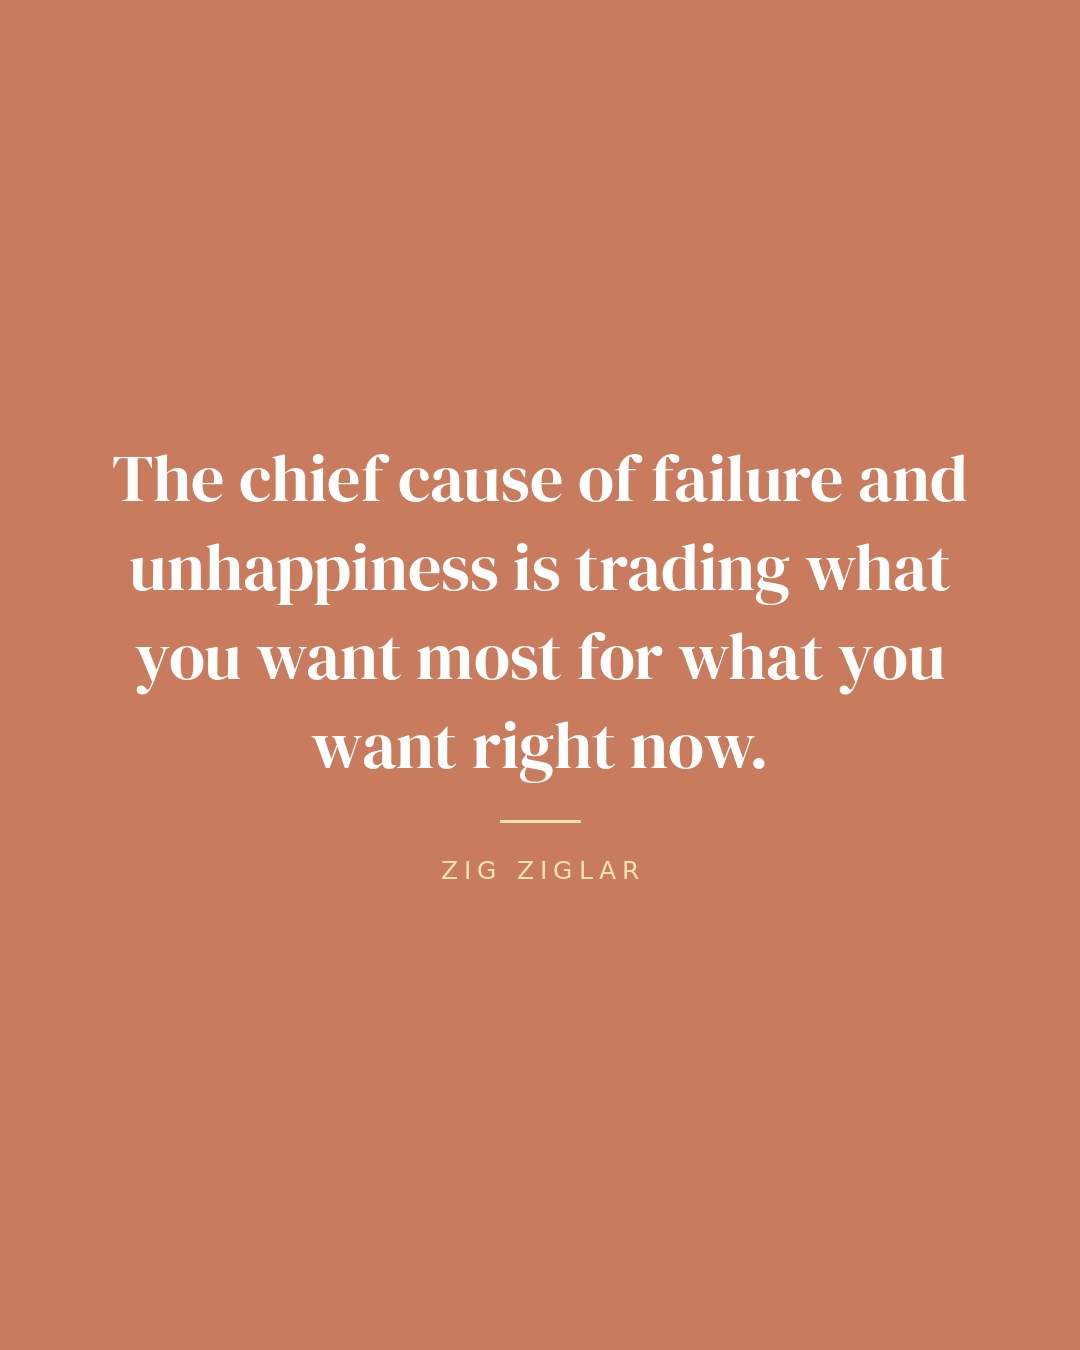 The chief cause of failure and
unhappiness is trading what
you want most for what you
want right now.
ZIG ZIGLAR